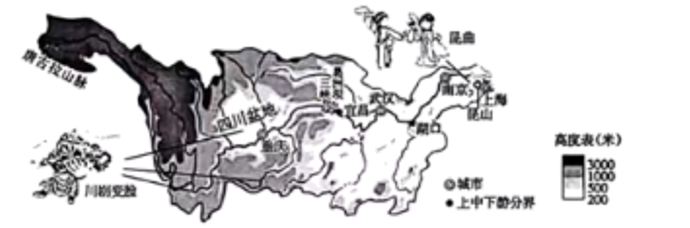 昆曲
唐古拉山脉
三峡
宜昌
武汉
南京
上海
昆山
湖口
四川盆地
重庆
川剧变脸
高度表(米)
3000
1000
500
200
城市
上中下游分界